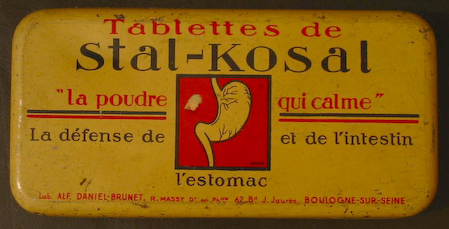 Tablettes de
Stal-Kosal
"la poudre qui calme"
La défense de et de l'intestin
l'estomac
Lab. ALF. DANIEL-BRUNET, R. MASSY Dr en Phcie 62 Bd J. Jaurès, BOULOGNE-SUR-SEINE